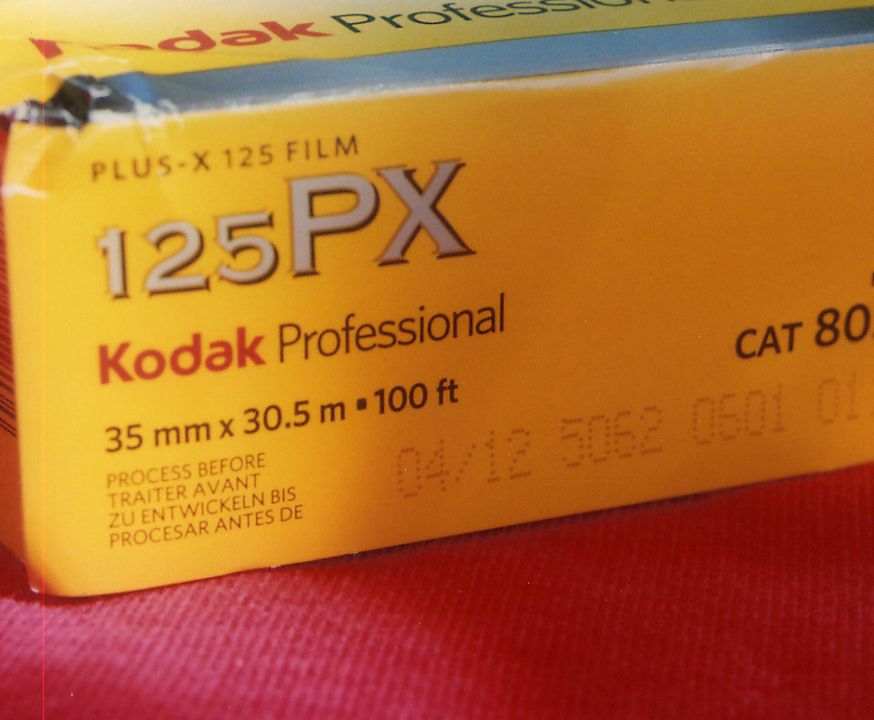 Kodak Professional
PLUS-X 125 FILM
125PX
Kodak Professional
CAT 80
35 mm x 30.5 m ▪ 100 ft
04/12 5062 0601 01
PROCESS BEFORE
TRAITER AVANT
ZU ENTWICKELN BIS
PROCESAR ANTES DE